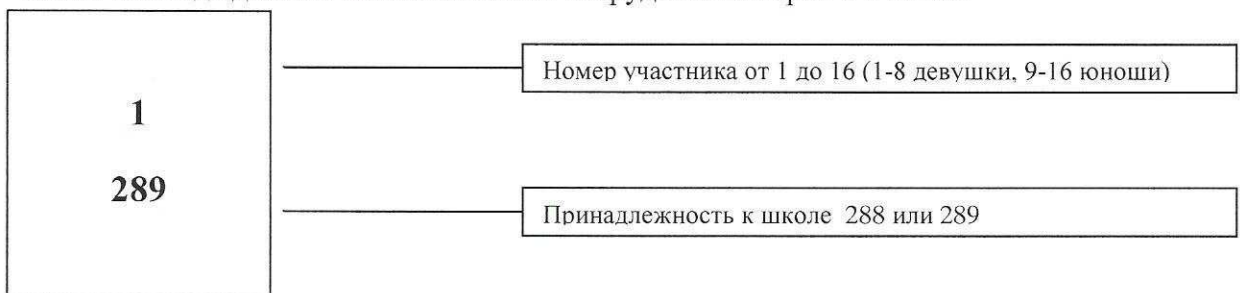 Номер участника от 1 до 16 (1-8 девушки, 9-16 юноши)
1
289
Принадлежность к школе 288 или 289